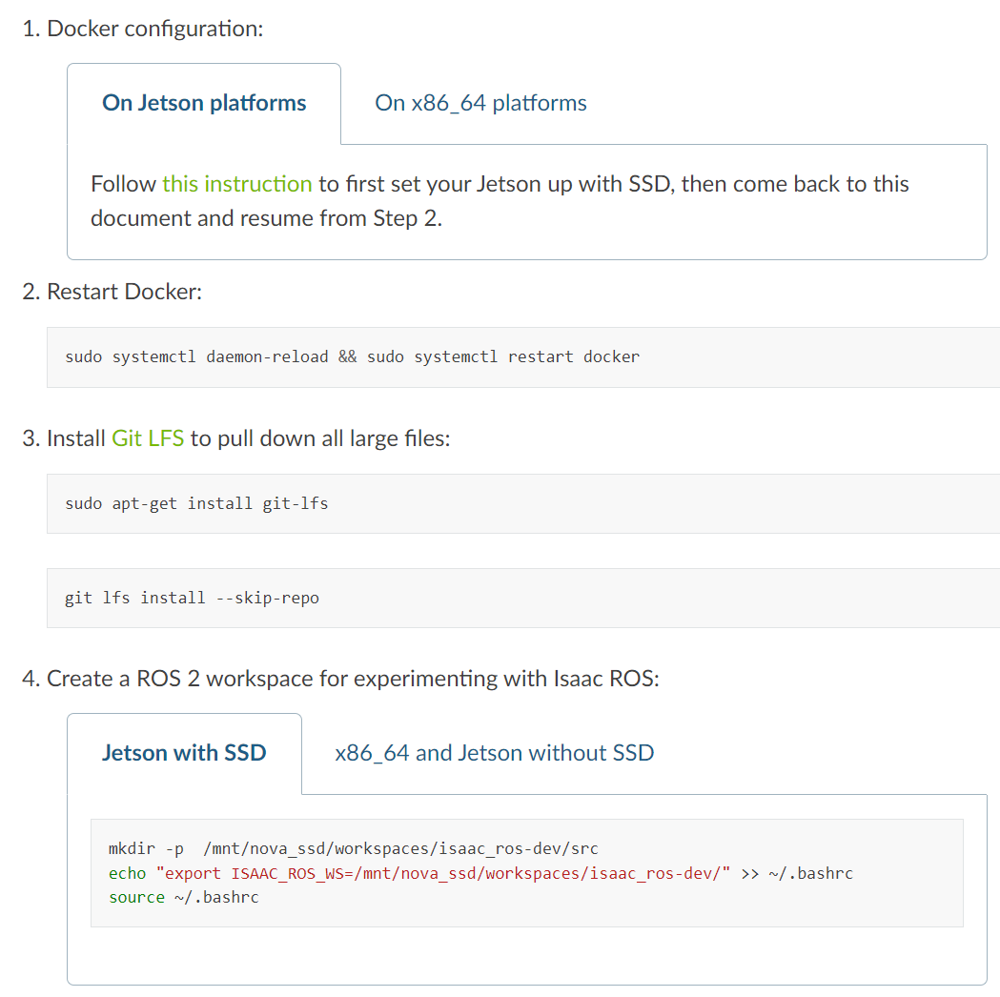 1. Docker configuration:
On Jetson platforms
On x86_64 platforms
Follow this instruction to first set your Jetson up with SSD, then come back to this
document and resume from Step 2.
2. Restart Docker:
sudo systemctl daemon-reload && sudo systemctl restart docker
3. Install Git LFS to pull down all large files:
sudo apt-get install git-lfs
git lfs install --skip-repo
4. Create a ROS 2 workspace for experimenting with Isaac ROS:
Jetson with SSD
x86_64 and Jetson without SSD
mkdir -p  /mnt/nova_ssd/workspaces/isaac_ros-dev/src
echo "export ISAAC_ROS_WS=/mnt/nova_ssd/workspaces/isaac_ros-dev/" >> ~/.bashrc
source ~/.bashrc